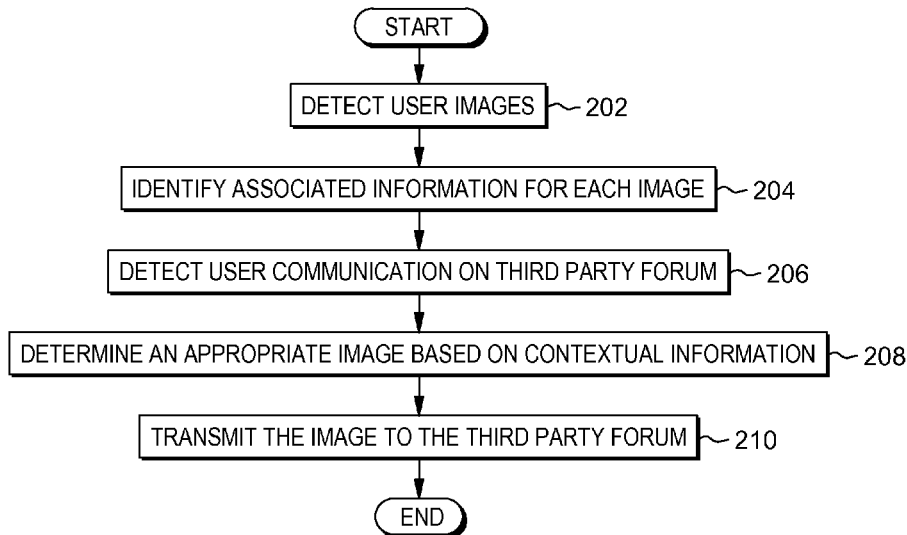 START
DETECT USER IMAGES 202
IDENTIFY ASSOCIATED INFORMATION FOR EACH IMAGE 204
DETECT USER COMMUNICATION ON THIRD PARTY FORUM 206
DETERMINE AN APPROPRIATE IMAGE BASED ON CONTEXTUAL INFORMATION 208
TRANSMIT THE IMAGE TO THE THIRD PARTY FORUM 210
END